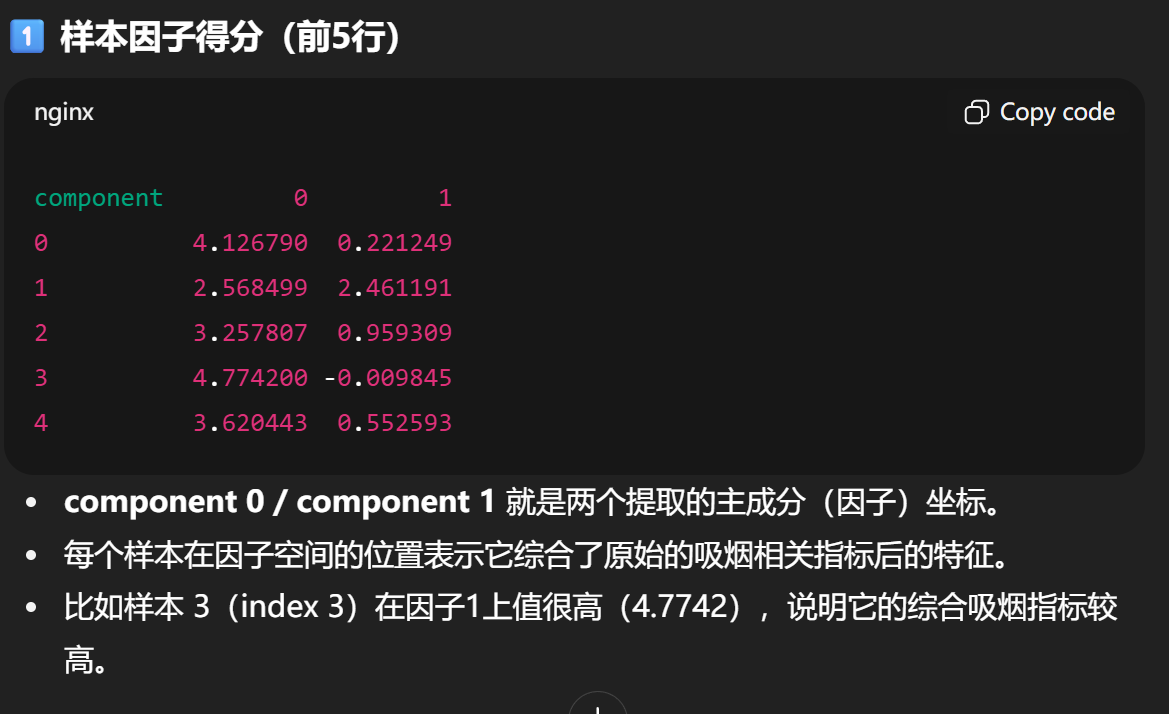 1 样本因子得分（前5行）
nginx Copy code
component 0 1
0 4.126790 0.221249
1 2.568499 2.461191
2 3.257807 0.959309
3 4.774200 -0.009845
4 3.620443 0.552593
• component 0 / component 1 就是两个提取的主成分（因子）坐标。
• 每个样本在因子空间的位置表示它综合了原始的吸烟相关指标后的特征。
• 比如样本 3（index 3）在因子1上值很高（4.7742），说明它的综合吸烟指标较
高。